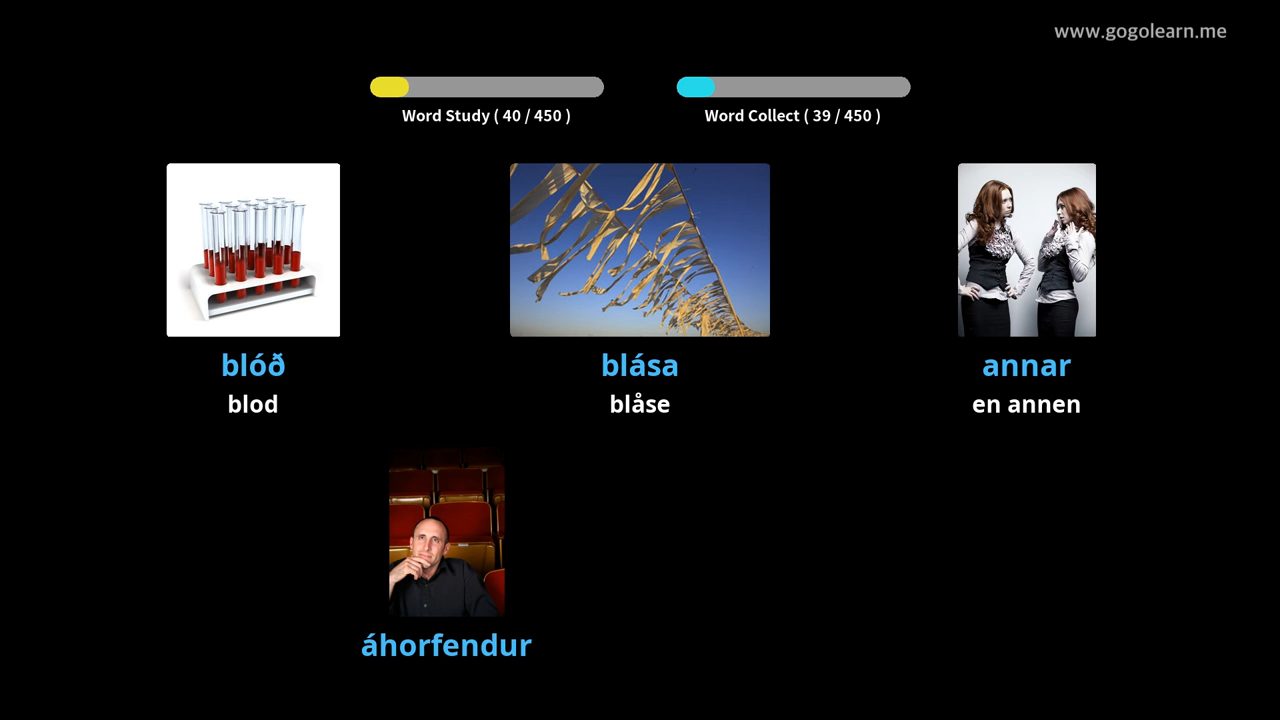 www.gogolearn.me
Word Study ( 40 / 450 )
Word Collect ( 39 / 450 )
blóð
blod
blása
blåse
annar
en annen
áhorfendur